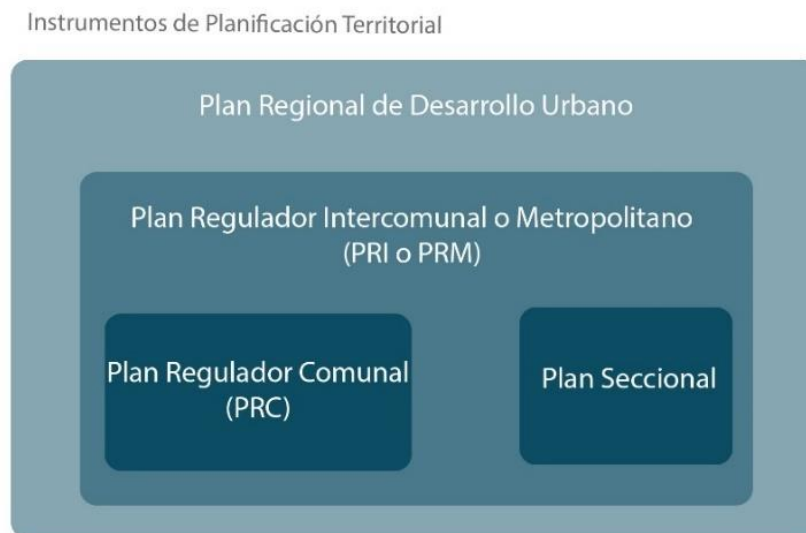 Instrumentos de Planificación Territorial
Plan Regional de Desarrollo Urbano
Plan Regulador Intercomunal o Metropolitano
(PRI o PRM)
Plan Regulador Comunal
(PRC)
Plan Seccional